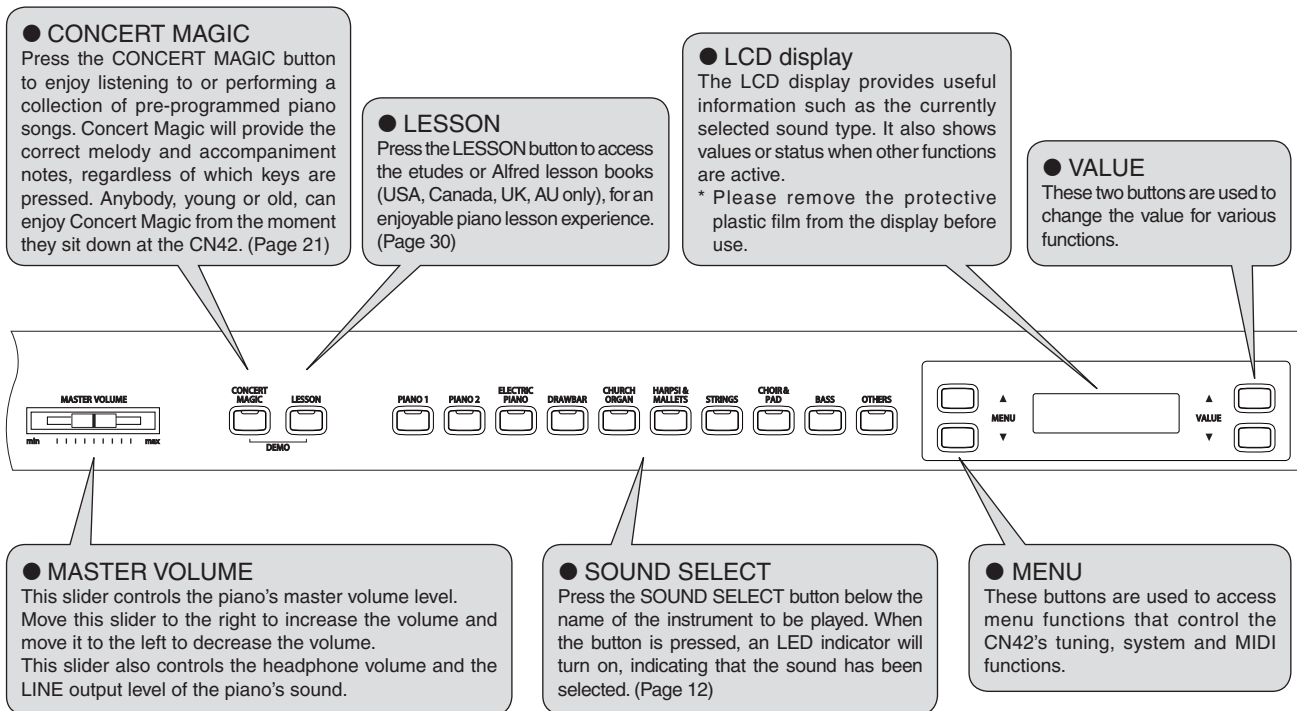 ● CONCERT MAGIC
Press the CONCERT MAGIC button
to enjoy listening to or performing a
collection of pre-programmed piano
songs. Concert Magic will provide the
correct melody and accompaniment
notes, regardless of which keys are
pressed. Anybody, young or old, can
enjoy Concert Magic from the moment
they sit down at the CN42. (Page 21)
● LESSON
Press the LESSON button to access
the etudes or Alfred lesson books
(USA, Canada, UK, AU only), for an
enjoyable piano lesson experience.
(Page 30)
● LCD display
The LCD display provides useful
information such as the currently
selected sound type. It also shows
values or status when other functions
are active.
* Please remove the protective
plastic film from the display before
use.
● VALUE
These two buttons are used to
change the value for various
functions.
MASTER VOLUME
min max
CONCERT
MAGIC
LESSON
DEMO
PIANO 1
PIANO 2
ELECTRIC
PIANO
DRAWBAR
CHURCH
ORGAN
HARPSI &
MALLETS
STRINGS
CHOIR &
PAD
BASS
OTHERS
▲
MENU
▼
▲
VALUE
▼
● MASTER VOLUME
This slider controls the piano's master volume level.
Move this slider to the right to increase the volume and
move it to the left to decrease the volume.
This slider also controls the headphone volume and the
LINE output level of the piano's sound.
● SOUND SELECT
Press the SOUND SELECT button below the
name of the instrument to be played. When
the button is pressed, an LED indicator will
turn on, indicating that the sound has been
selected. (Page 12)
● MENU
These buttons are used to access
menu functions that control the
CN42's tuning, system and MIDI
functions.